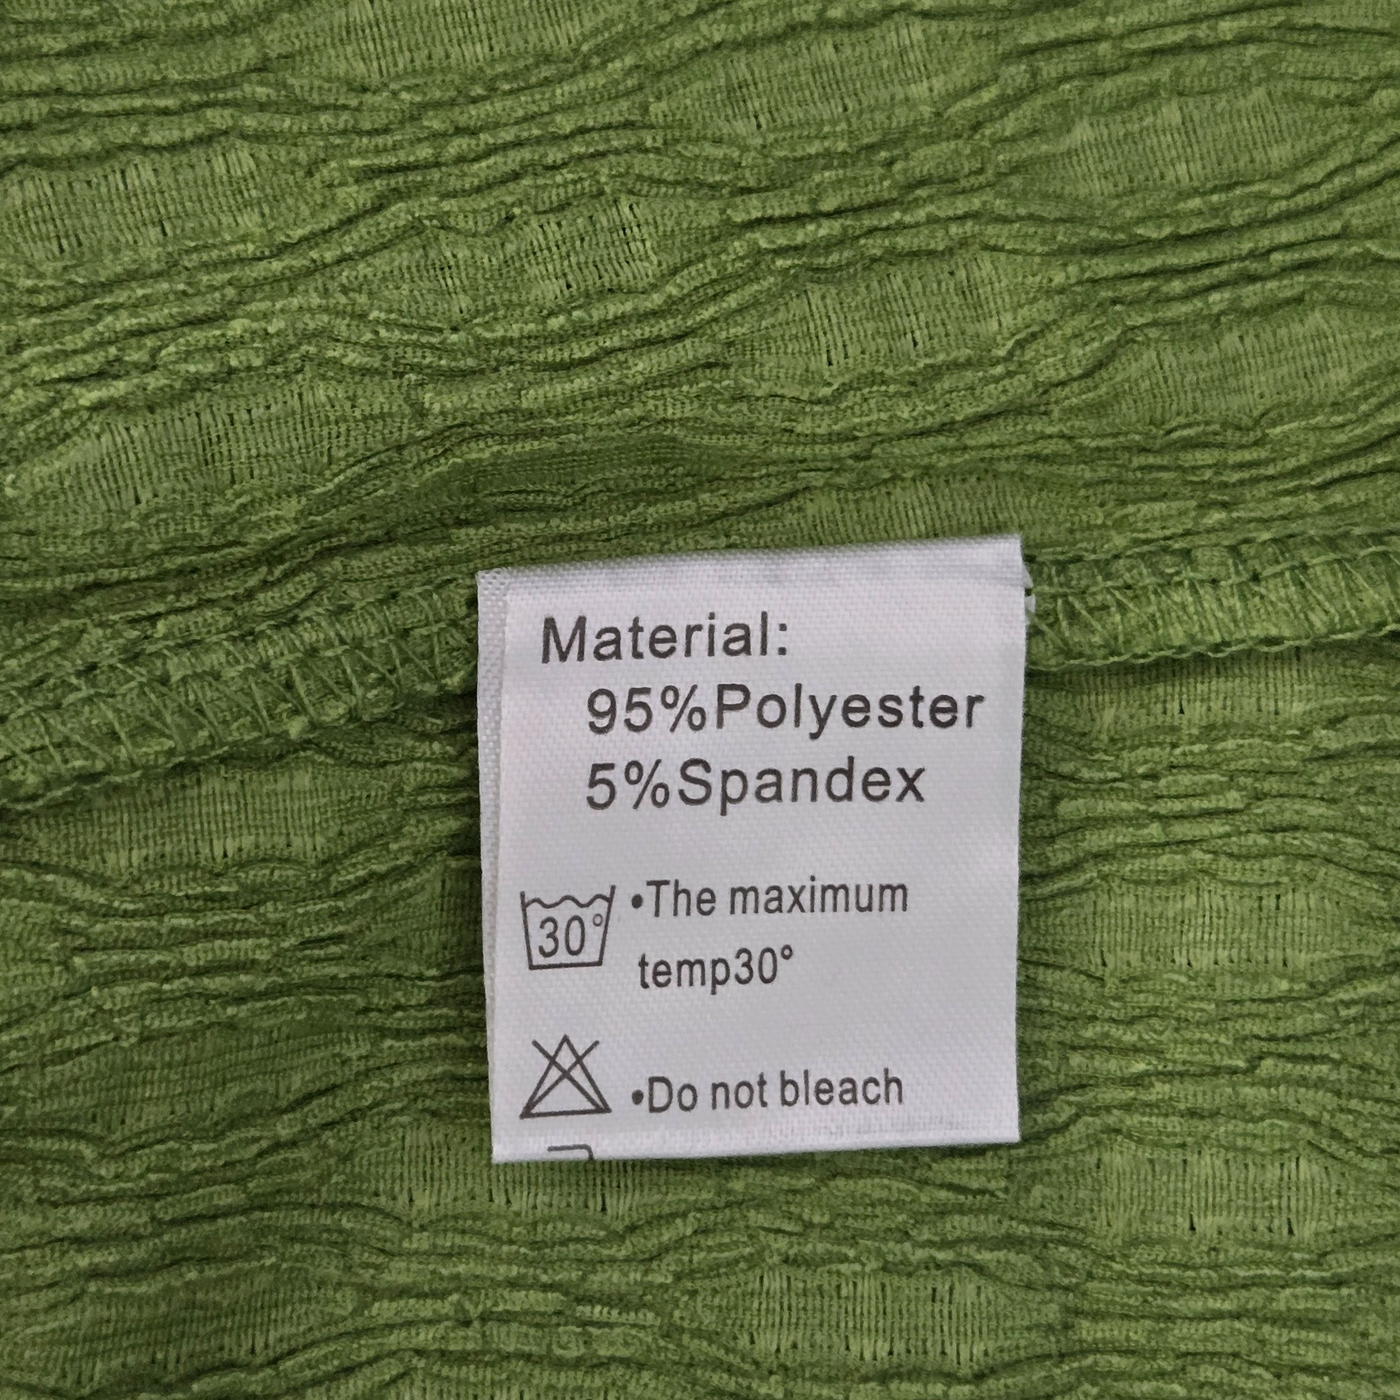 Material:
95%Polyester
5%Spandex
30°
•The maximum
temp30°
•Do not bleach